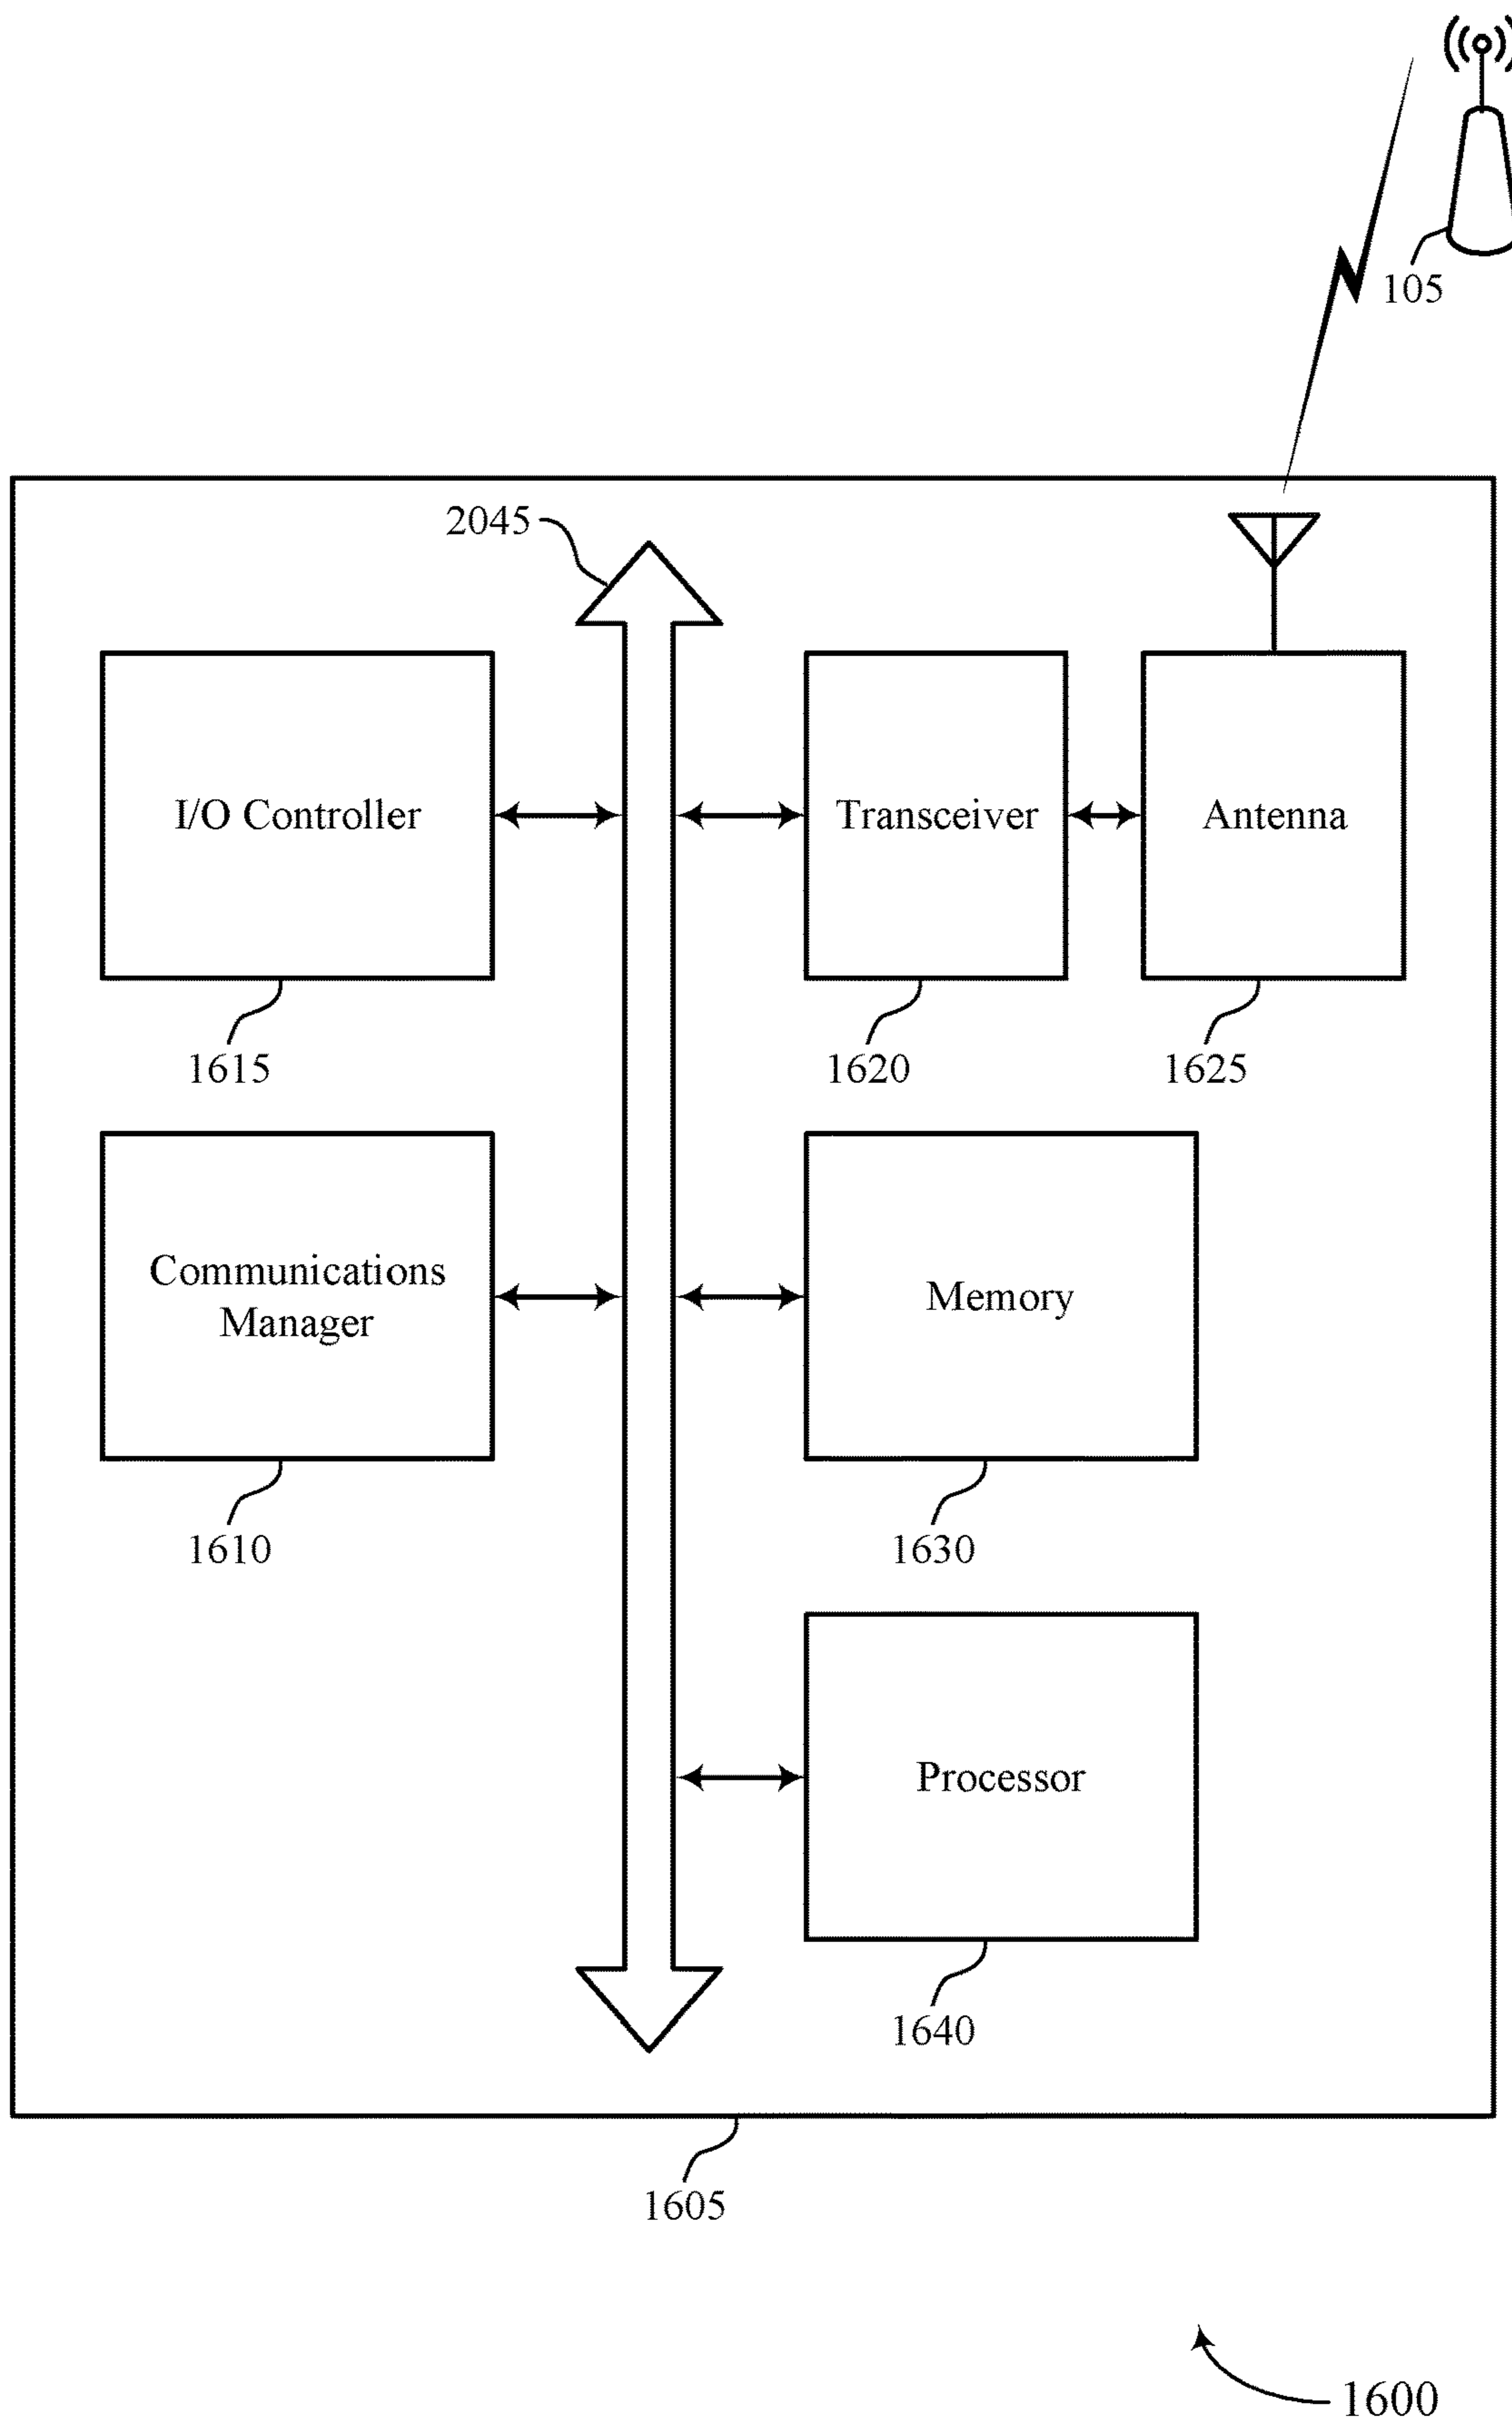 105
2045
I/O Controller
Transceiver
Antenna
1615
1620
1625
Communications
Manager
Memory
1610
1630
Processor
1640
1605
1600